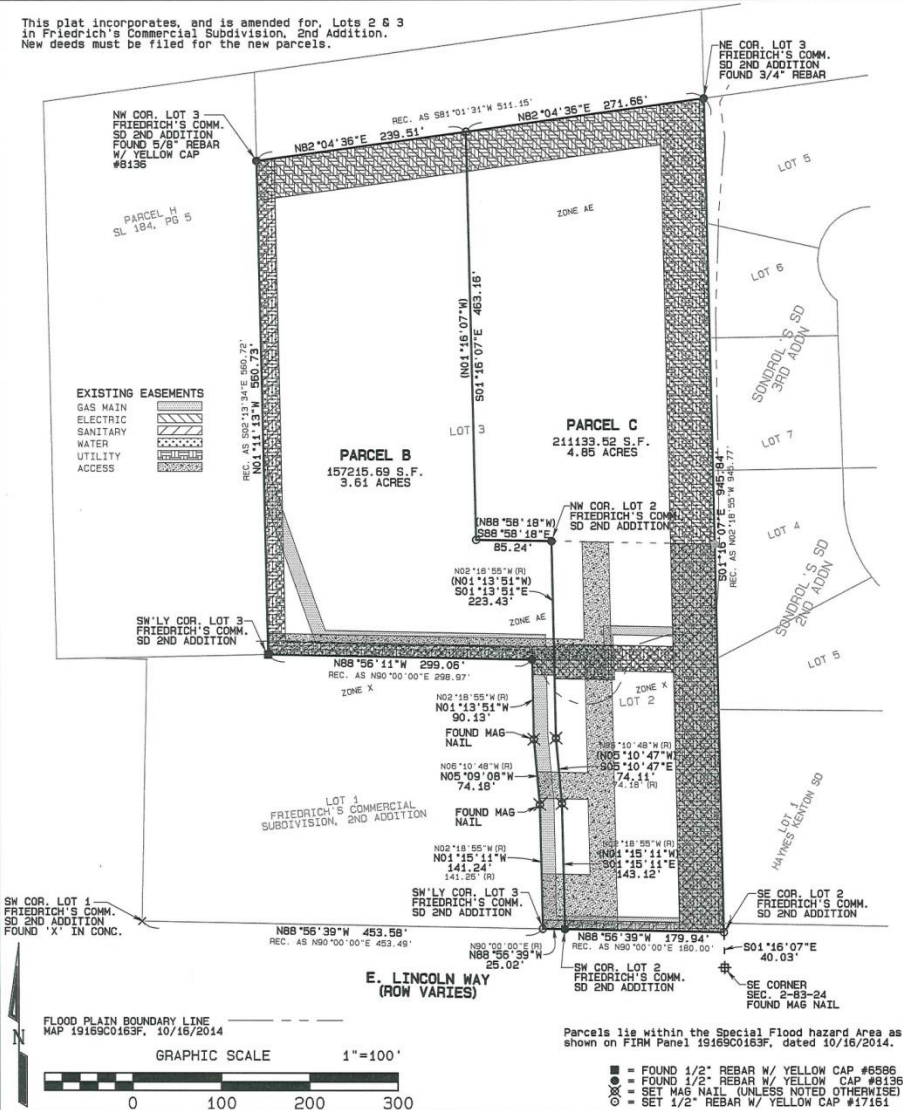 This plat incorporates, and is amended for, Lots 2 & 3
in Friedrich's Commercial Subdivision, 2nd Addition.
New deeds must be filed for the new parcels.
NE COR. LOT 3
FRIEDRICH'S COMM.
SD 2ND ADDITION
FOUND 3/4" REBAR
NW COR. LOT 3
FRIEDRICH'S COMM.
SD 2ND ADDITION
FOUND 5/8" REBAR
W/ YELLOW CAP
#8136
REC. AS S81°01'31"W 511.15'
N82°04'36"E 239.51'
N82°04'36"E 271.66'
LOT 5
PARCEL H
SL 184, PG 5
ZONE AE
LOT 6
SONDROL'S SD
3RD ADDN
(N01°16'07"W)
S01°16'07"E 463.16'
REC. AS S02°13'34"E 560.72'
N01°11'13"W 560.73'
EXISTING EASEMENTS
GAS MAIN
ELECTRIC
SANITARY
WATER
UTILITY
ACCESS
LOT 3
PARCEL B
157215.69 S.F.
3.61 ACRES
PARCEL C
211133.52 S.F.
4.85 ACRES
LOT 7
S01°16'07"E 945.84'
REC. AS N02°18'55"W 945.77'
NW COR. LOT 2
FRIEDRICH'S COMM.
SD 2ND ADDITION
(N88°58'18"W)
S88°58'18"E
85.24'
LOT 4
SONDROL'S SD
2ND ADDN
N02°18'55"W (R)
(N01°13'51"W)
S01°13'51"E
223.43'
ZONE AE
SW'LY COR. LOT 3
FRIEDRICH'S COMM.
SD 2ND ADDITION
N88°56'11"W 299.06'
REC. AS N90°00'00"E 298.97'
ZONE X
LOT 5
ZONE X
LOT 2
N02°18'55"W (R)
N01°13'51"W
90.13'
FOUND MAG
NAIL
N06°10'48"W (R)
N05°09'08"W
74.18'
10'48"W (R)
(N05°10'47"W)
S05°10'47"E
74.11'
74.18' (R)
LOT 1
FRIEDRICH'S COMMERCIAL
SUBDIVISION, 2ND ADDITION
FOUND MAG
NAIL
LOT 1
HAYNES KENTON SD
N02°18'55"W (R)
N01°15'11"W
141.24'
141.25' (R)
18'55"W (R)
(N01°15'11"W)
S01°15'11"E
143.12'
SW'LY COR. LOT 3
FRIEDRICH'S COMM.
SD 2ND ADDITION
SE COR. LOT 2
FRIEDRICH'S COMM.
SD 2ND ADDITION
SW COR. LOT 1
FRIEDRICH'S COMM.
SD 2ND ADDITION
FOUND 'X' IN CONC.
N88°56'39"W 453.58'
REC. AS N90°00'00"E 453.49'
N90°00'00"E (R)
N88°56'39"W
25.02'
N88°56'39"W 179.94'
REC. AS N90°00'00"E 180.00'
S01°16'07"E
40.03'
SW COR. LOT 2
FRIEDRICH'S COMM.
SD 2ND ADDITION
E. LINCOLN WAY
(ROW VARIES)
SE CORNER
SEC. 2-83-24
FOUND MAG NAIL
N
FLOOD PLAIN BOUNDARY LINE
MAP 19169C0163F, 10/16/2014
GRAPHIC SCALE 1"=100'
0 100 200 300
Parcels lie within the Special Flood hazard Area as
shown on FIRM Panel 19169C0163F, dated 10/16/2014.
= FOUND 1/2" REBAR W/ YELLOW CAP #6586
= FOUND 1/2" REBAR W/ YELLOW CAP #8136
= SET MAG NAIL (UNLESS NOTED OTHERWISE)
= SET 1/2" REBAR W/ YELLOW CAP #17161